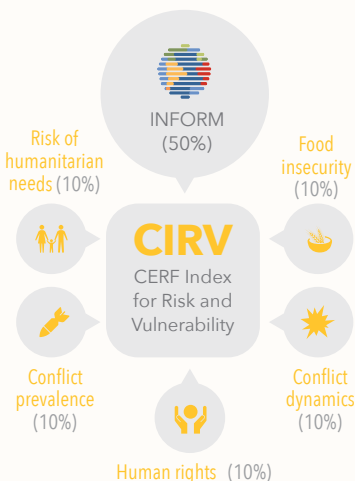 INFORM
(50%)
Risk of
humanitarian
needs (10%)
Food
insecurity
(10%)
CIRV
CERF Index
for Risk and
Vulnerability
Conflict
prevalence
(10%)
Conflict
dynamics
(10%)
Human rights (10%)